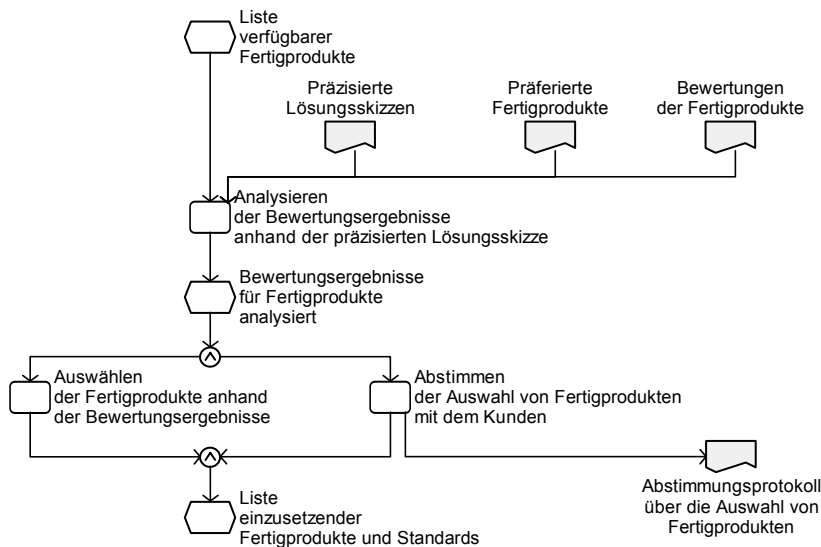 Liste
verfügbarer
Fertigprodukte
Präzisierte
Lösungsskizzen
Präferierte
Fertigprodukte
Bewertungen
der Fertigprodukte
Analysieren
der Bewertungsergebnisse
anhand der präzisierten Lösungsskizze
Bewertungsergebnisse
für Fertigprodukte
analysiert
Auswählen
der Fertigprodukte anhand
der Bewertungsergebnisse
Abstimmen
der Auswahl von Fertigprodukten
mit dem Kunden
Liste
einzusetzender
Fertigprodukte und Standards
Abstimmungsprotokoll
über die Auswahl von
Fertigprodukten